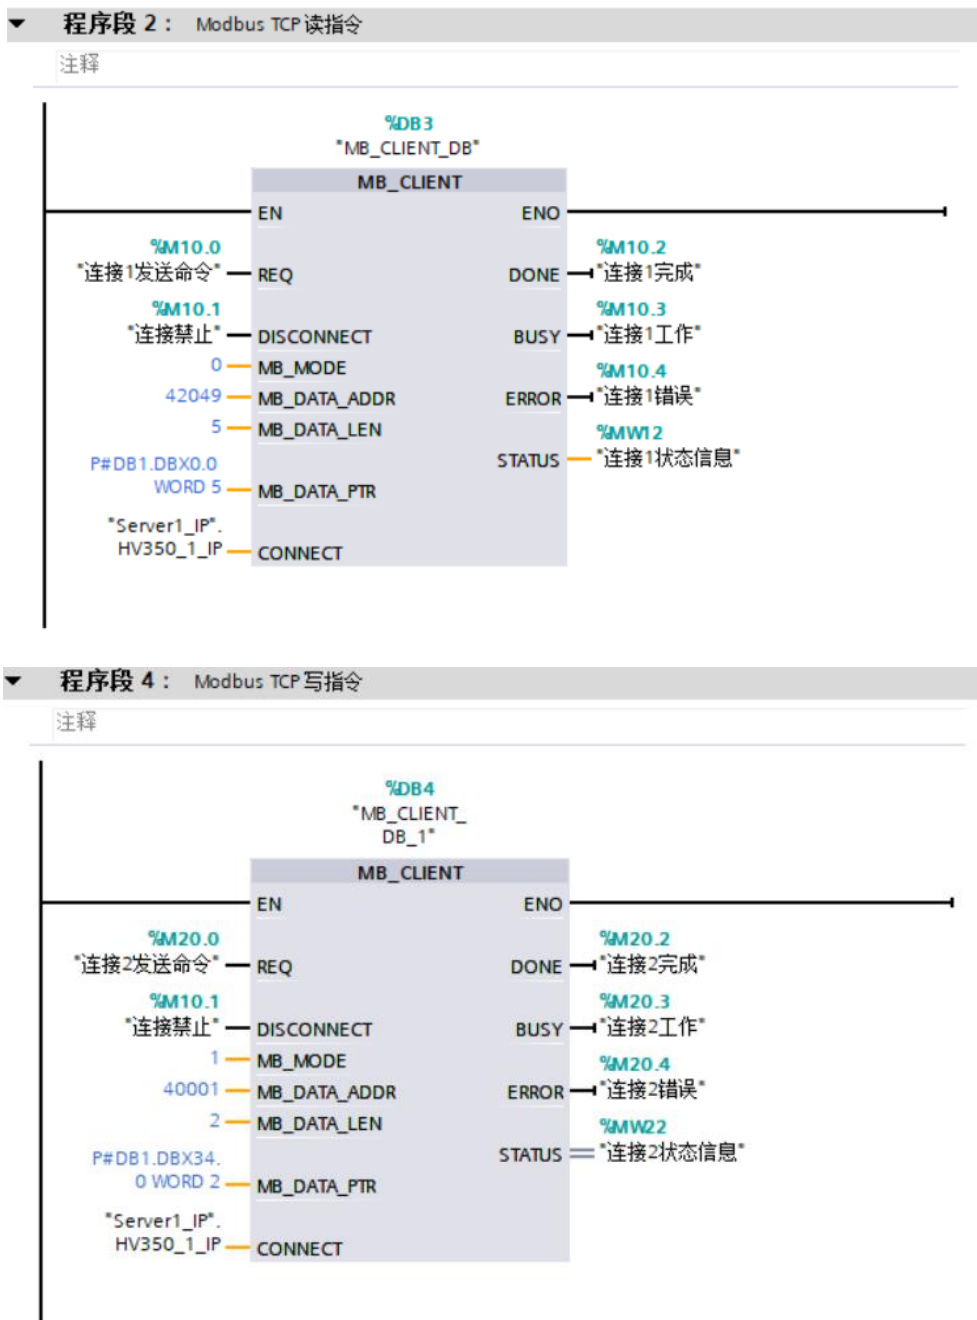 程序段 2： Modbus TCP 读指令
注释
%DB3
"MB_CLIENT_DB"
MB_CLIENT
EN ENO
%M10.0
"连接1发送命令" REQ
%M10.2
DONE "连接1完成"
%M10.1
"连接禁止" DISCONNECT
%M10.3
BUSY "连接1工作"
0 MB_MODE
%M10.4
42049 MB_DATA_ADDR
ERROR "连接1错误"
5 MB_DATA_LEN
%MW12
STATUS "连接1状态信息"
P#DB1.DBX0.0
WORD 5 MB_DATA_PTR
"Server1_IP".
HV350_1_IP CONNECT
程序段 4： Modbus TCP 写指令
注释
%DB4
"MB_CLIENT_
DB_1"
MB_CLIENT
EN ENO
%M20.0
"连接2发送命令" REQ
%M20.2
DONE "连接2完成"
%M10.1
"连接禁止" DISCONNECT
%M20.3
BUSY "连接2工作"
1 MB_MODE
%M20.4
40001 MB_DATA_ADDR
ERROR "连接2错误"
2 MB_DATA_LEN
%MW22
STATUS "连接2状态信息"
P#DB1.DBX34.
0 WORD 2 MB_DATA_PTR
"Server1_IP".
HV350_1_IP CONNECT